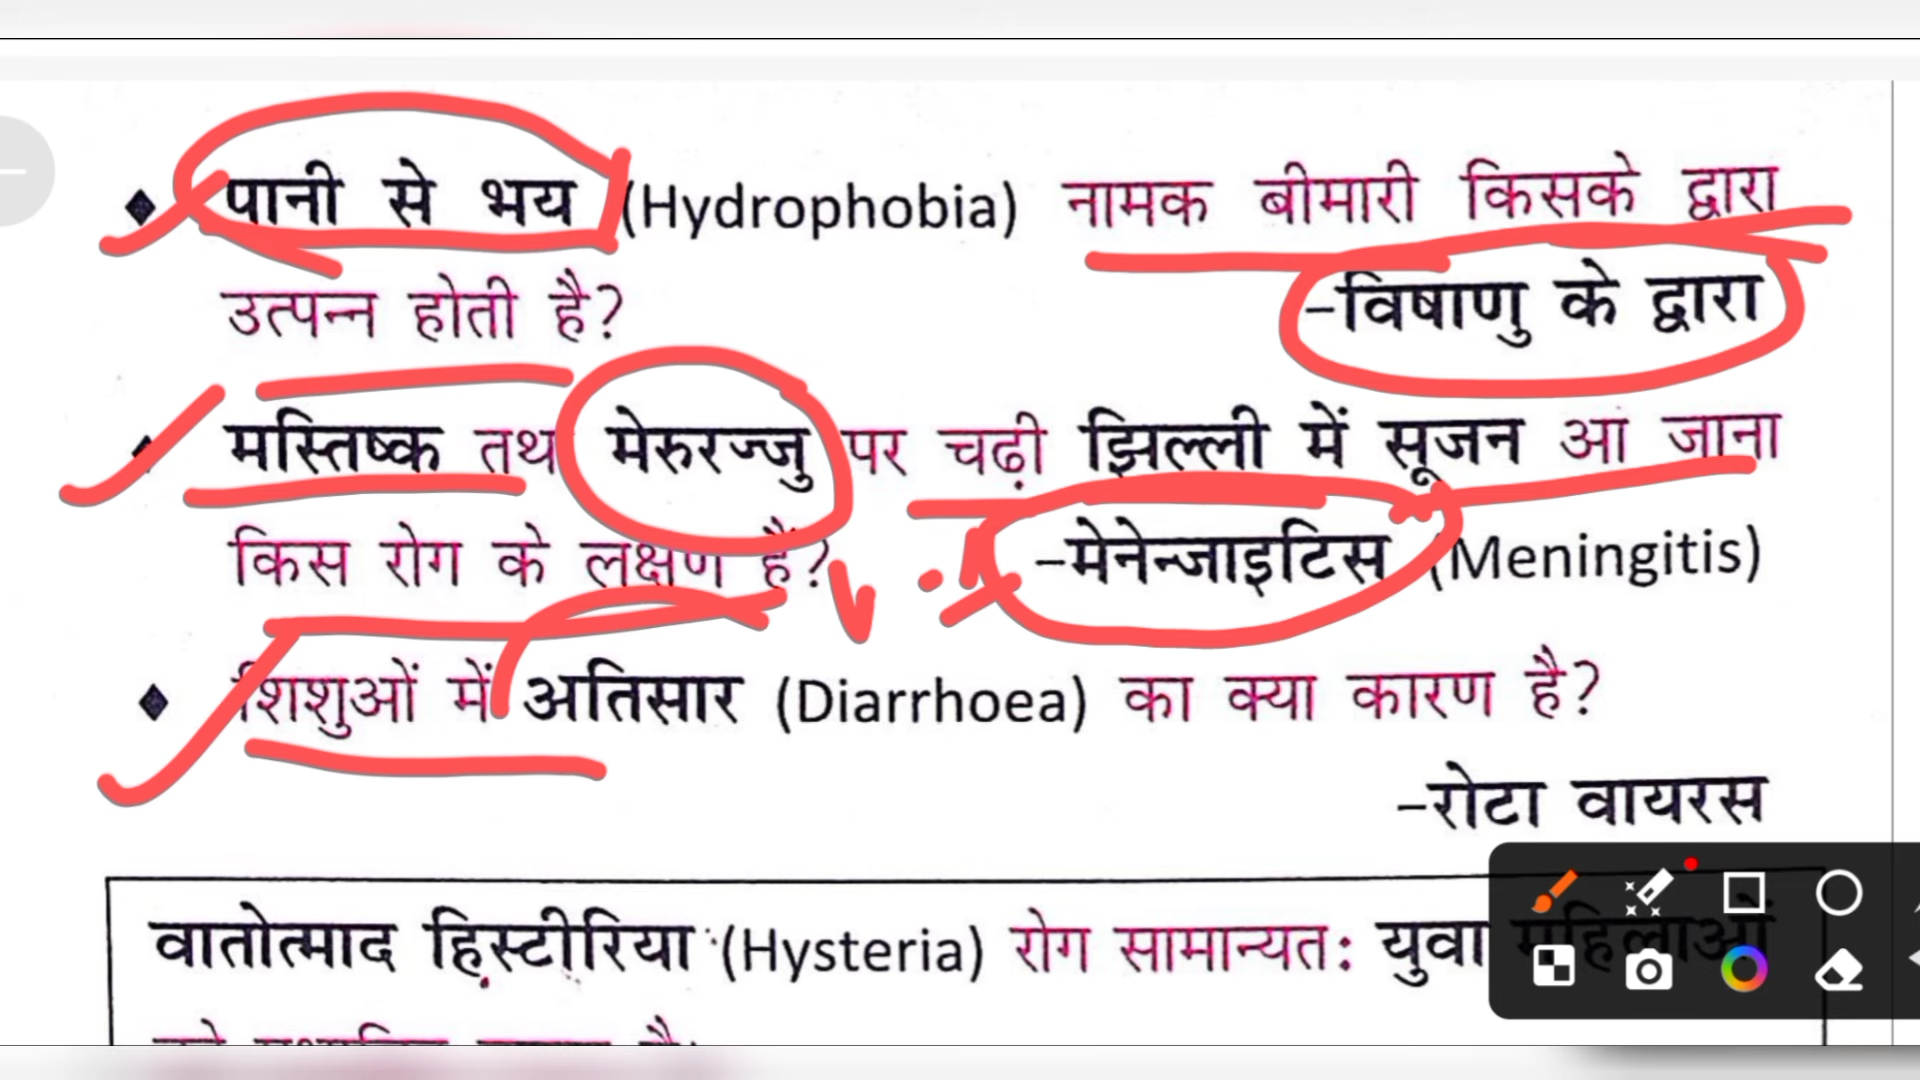 पानी से भय (Hydrophobia) नामक बीमारी किसके द्वारा
उत्पन्न होती है? -विषाणु के द्वारा
मस्तिष्क तथ मेरुरज्जु पर चढ़ी झिल्ली में सूजन आ जाना
किस रोग के लक्षण है? -मेनेन्जाइटिस (Meningitis)
शिशुओं में अतिसार (Diarrhoea) का क्या कारण है?
-रोटा वायरस
वातोत्माद हिस्टीरिया (Hysteria) रोग सामान्यत: युवा महिलाओं